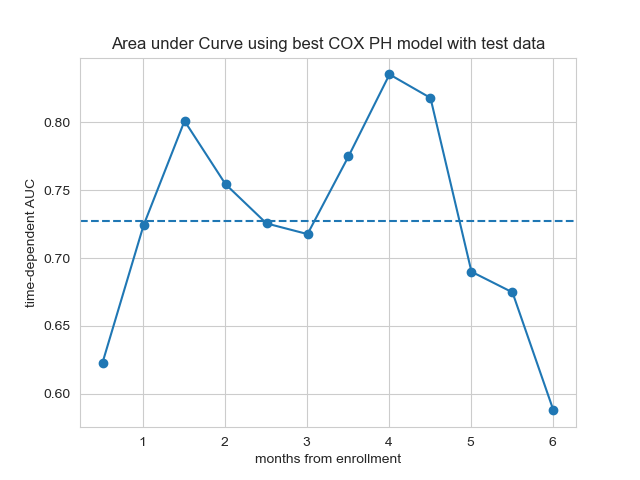 Area under Curve using best COX PH model with test data
time-dependent AUC
0.80
0.75
0.70
0.65
0.60
1 2 3 4 5 6
months from enrollment